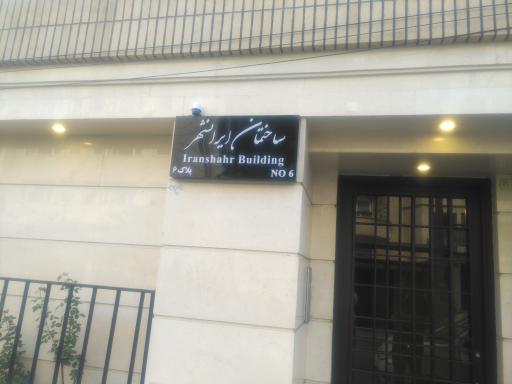 ساختمان ایرانشهر
Iranshahr Building
پلاک ۶
NO 6